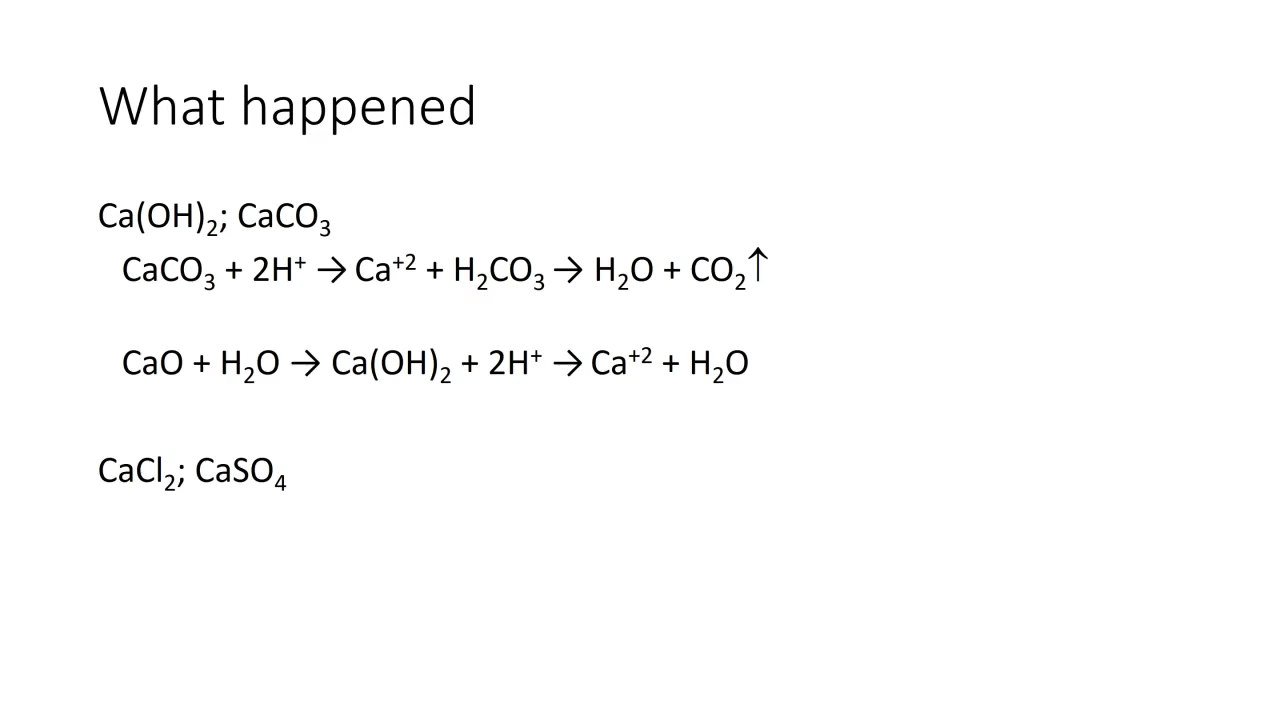 What happened
Ca(OH)₂; CaCO₃
CaCO₃ + 2H⁺ → Ca⁺² + H₂CO₃ → H₂O + CO₂↑
CaO + H₂O → Ca(OH)₂ + 2H⁺ → Ca⁺² + H₂O
CaCl₂; CaSO₄